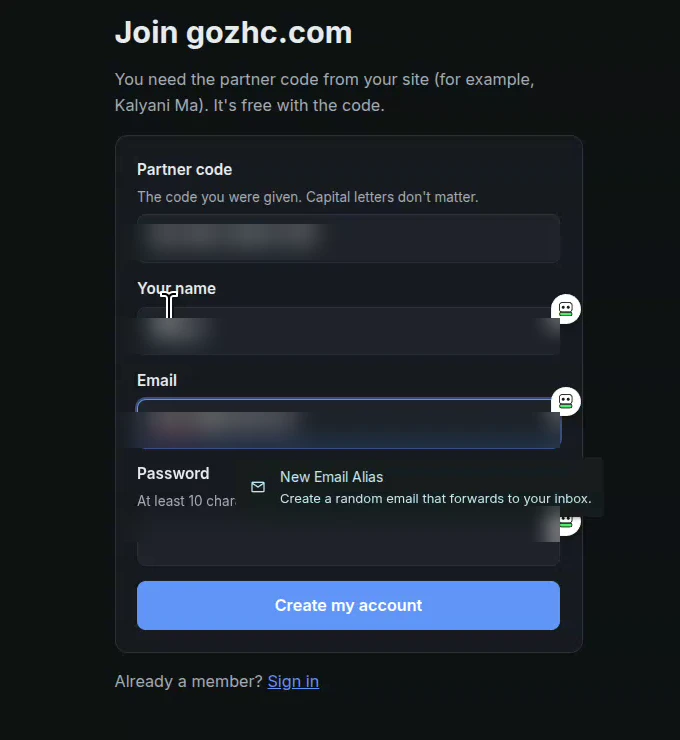 Join gozhc.com
You need the partner code from your site (for example,
Kalyani Ma). It's free with the code.
Partner code
The code you were given. Capital letters don't matter.
Your name
Email
Password
At least 10 char
New Email Alias
Create a random email that forwards to your inbox.
Create my account
Already a member? Sign in